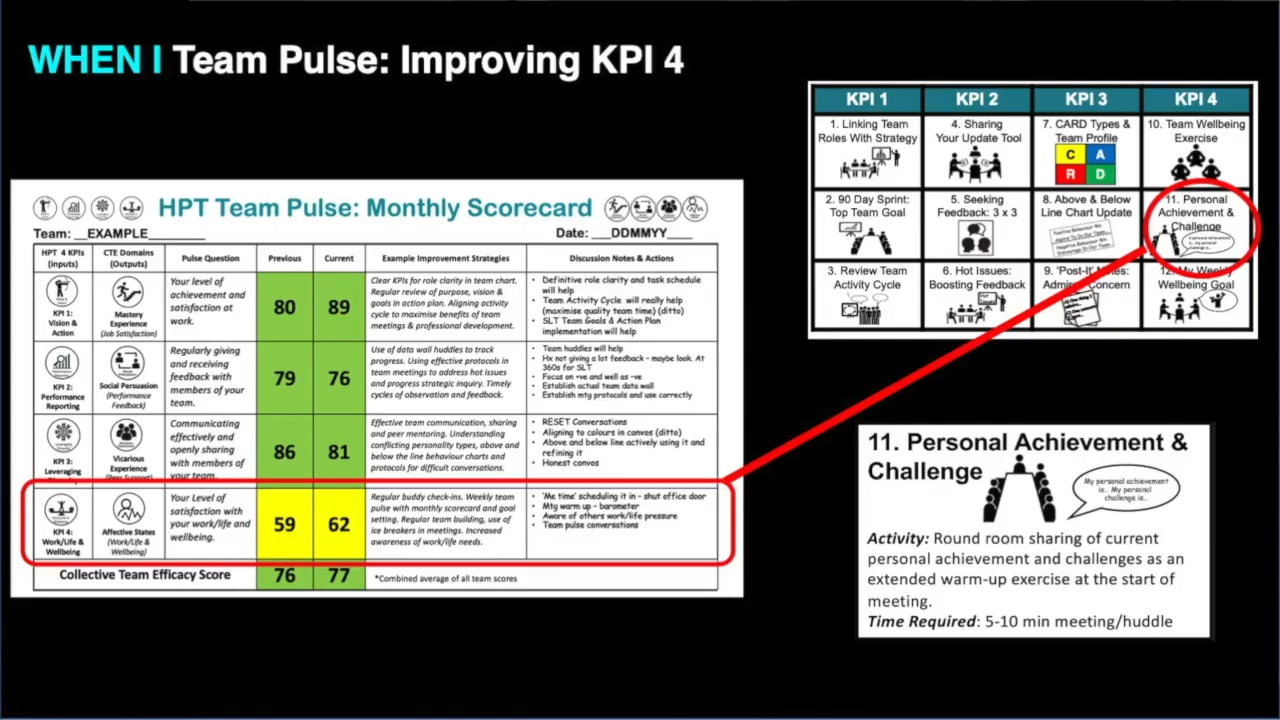 WHEN I Team Pulse: Improving KPI 4
KPI 1
KPI 2
KPI 3
KPI 4
1. Linking Team
Roles With Strategy
4. Sharing
Your Update Tool
7. CARD Types &
Team Profile
C A
R D
10. Team Wellbeing
Exercise
2. 90 Day Sprint:
Top Team Goal
5. Seeking
Feedback: 3 x 3
8. Above & Below
Line Chart Update
11. Personal
Achievement &
Challenge
3. Review Team
Activity Cycle
6. Hot Issues:
Boosting Feedback
9. 'Post-It' Notes:
12. My Weekly
Wellbeing Goal
HPT Team Pulse: Monthly Scorecard
Team: __EXAMPLE________
Date: ___DDMMYY____
HPT 4 KPIs
(inputs)
CTE Domains
(Outputs)
Pulse Question
Previous
Current
Example Improvement Strategies
Discussion Notes & Actions
KPI 1:
Vision &
Action
Mastery
Experience
(Job Satisfaction)
Your level of
achievement and
satisfaction at
work.
80
89
Clear KPIs for role clarity in team chart.
Regular review of purpose, vision &
goals in action plan. Aligning activity
cycle to maximise benefits of team
meetings & professional development.
• Definitive role clarity and task schedule
will help
• Team Activity Cycle will really help
(maximise quality team time) (ditto)
• SLT Team Goals & Action Plan
implementation will help
KPI 2:
Performance
Reporting
Social Persuasion
(Performance
Feedback)
Regularly giving
and receiving
feedback with
members of your
team.
79
76
Use of data wall huddles to track
progress. Using effective protocols in
team meetings to address hot issues
and progress strategic inquiry. Timely
cycles of observation and feedback.
• Team huddles will help
• Hx not giving a lot feedback – maybe look. At
360s for SLT
• Focus on +ve and well as –ve
• Establish actual team data wall
• Establish mtg protocols and use correctly
KPI 3:
Leveraging
Vicarious
Experience
(Peer Support)
Communicating
effectively and
openly sharing
with members of
your team.
86
81
Effective team communication, sharing
and peer mentoring. Understanding
conflicting personality types, above and
below the line behaviour charts and
protocols for difficult conversations.
• RESET Conversations
• Aligning to colours in convos (ditto)
• Above and below line actively using it and
refining it
• Honest convos
KPI 4:
Work/Life &
Wellbeing
Affective States
(Work/Life &
Wellbeing)
Your Level of
satisfaction with
your work/life and
wellbeing.
59
62
Regular buddy check-ins. Weekly team
pulse with monthly scorecard and goal
setting. Regular team building, use of
ice breakers in meetings. Increased
awareness of work/life needs.
• 'Me time' scheduling it in – shut office door
• Mtg warm up – barometer
• Aware of others work/life pressure
• Team pulse conversations
Collective Team Efficacy Score
76
77
*Combined average of all team scores
11. Personal Achievement &
Challenge
My personal achievement
is.. My personal
challenge is...
Activity: Round room sharing of current
personal achievement and challenges as an
extended warm-up exercise at the start of
meeting.
Time Required: 5-10 min meeting/huddle